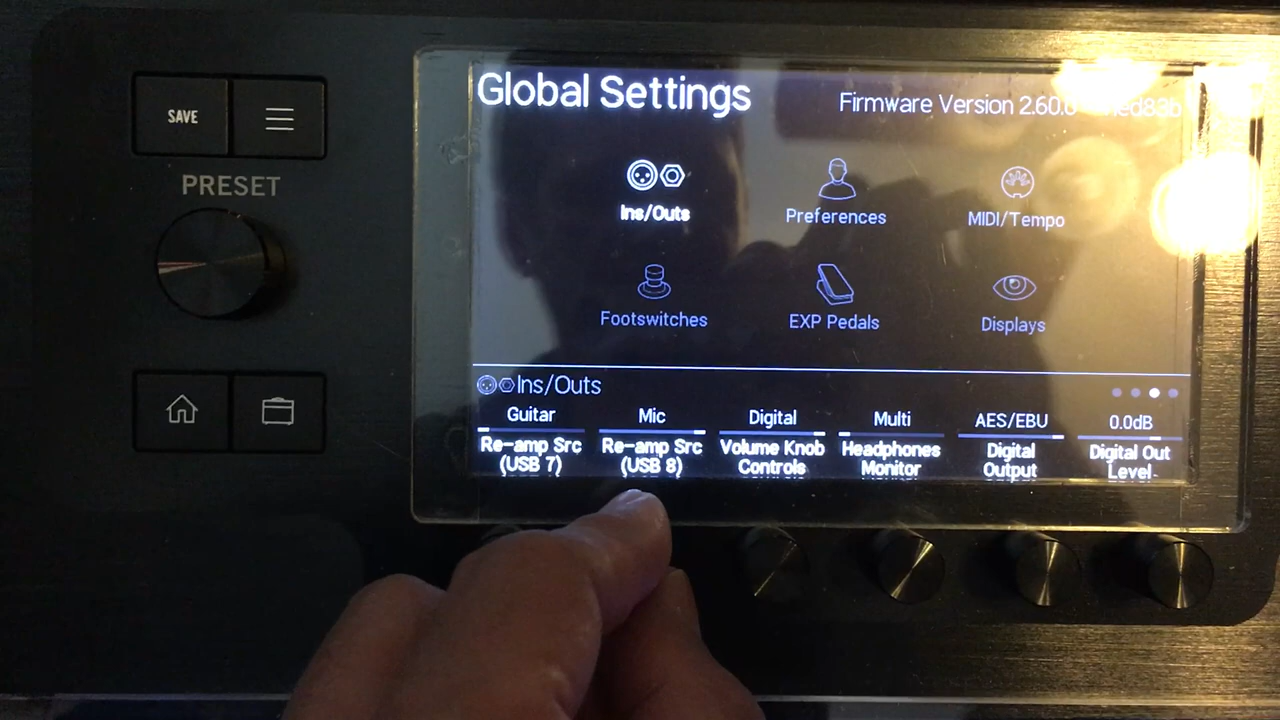 Global Settings
Firmware Version 2.60.0
SAVE
PRESET
Ins/Outs
Preferences
MIDI/Tempo
Footswitches
EXP Pedals
Displays
Ins/Outs
Guitar
Mic
Digital
Multi
AES/EBU
0.0dB
Re-amp Src
(USB 7)
Re-amp Src
(USB 8)
Volume Knob
Controls
Headphones
Monitor
Digital
Output
Digital Out
Level